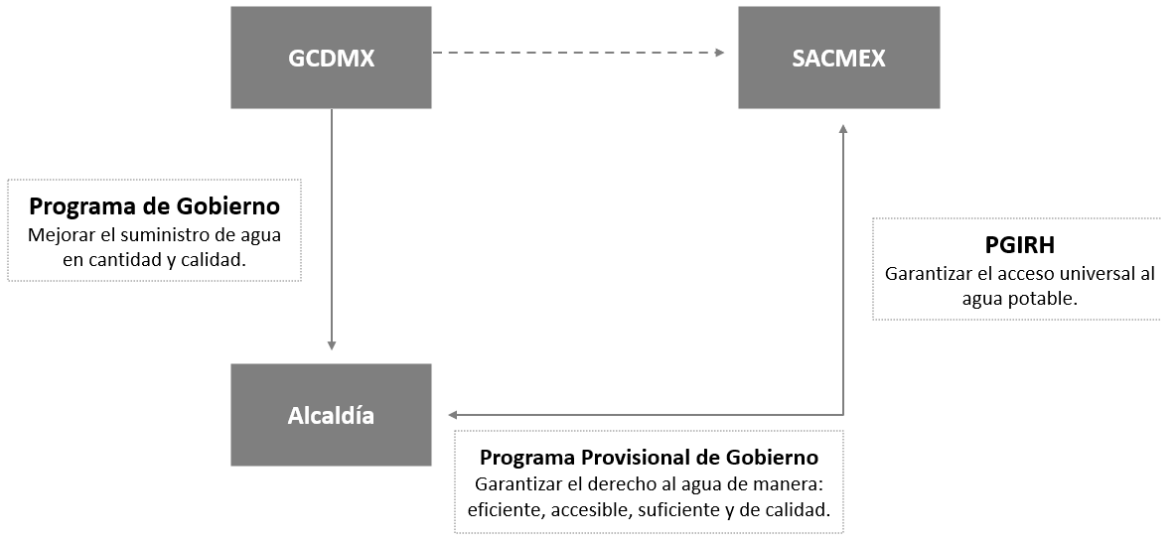 GCDMX
SACMEX
Programa de Gobierno
Mejorar el suministro de agua
en cantidad y calidad.
PGIRH
Garantizar el acceso universal al
agua potable.
Alcaldía
Programa Provisional de Gobierno
Garantizar el derecho al agua de manera:
eficiente, accesible, suficiente y de calidad.